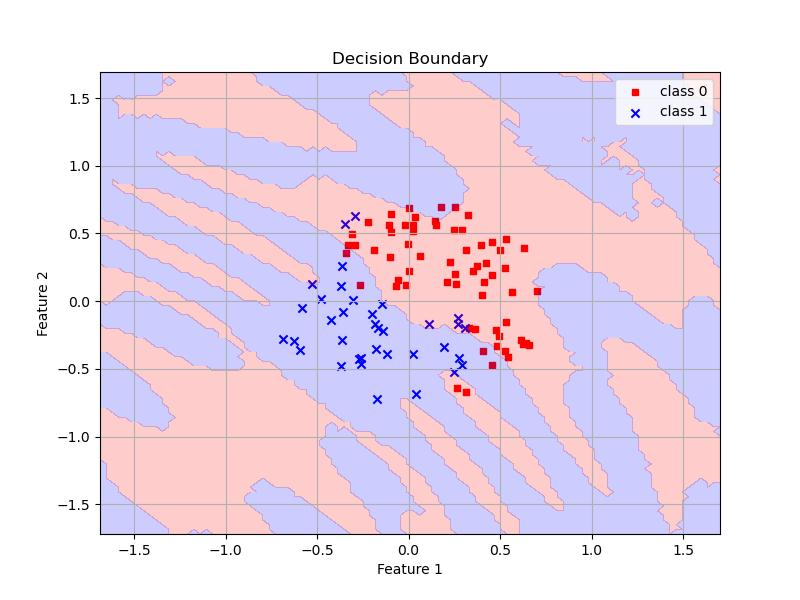 Decision Boundary
class 0
class 1
1.5
1.0
0.5
0.0
−0.5
−1.0
−1.5
Feature 2
−1.5 −1.0 −0.5 0.0 0.5 1.0 1.5
Feature 1